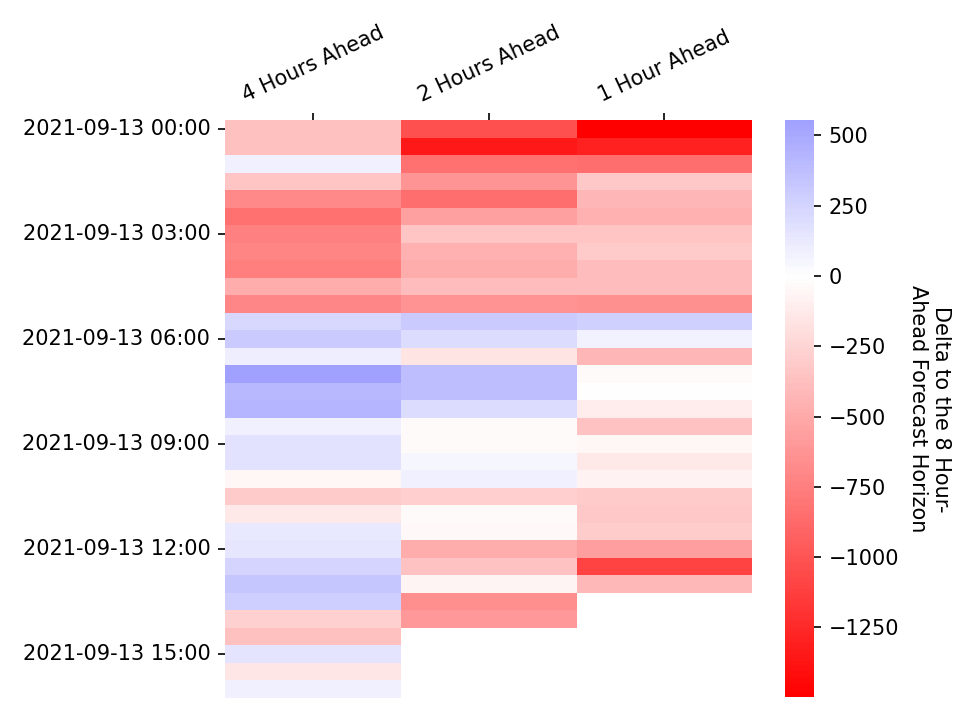 4 Hours Ahead
2 Hours Ahead
1 Hour Ahead
2021-09-13 00:00
2021-09-13 03:00
2021-09-13 06:00
2021-09-13 09:00
2021-09-13 12:00
2021-09-13 15:00
500
250
0
−250
−500
−750
−1000
−1250
Delta to the 8 Hour-
Ahead Forecast Horizon